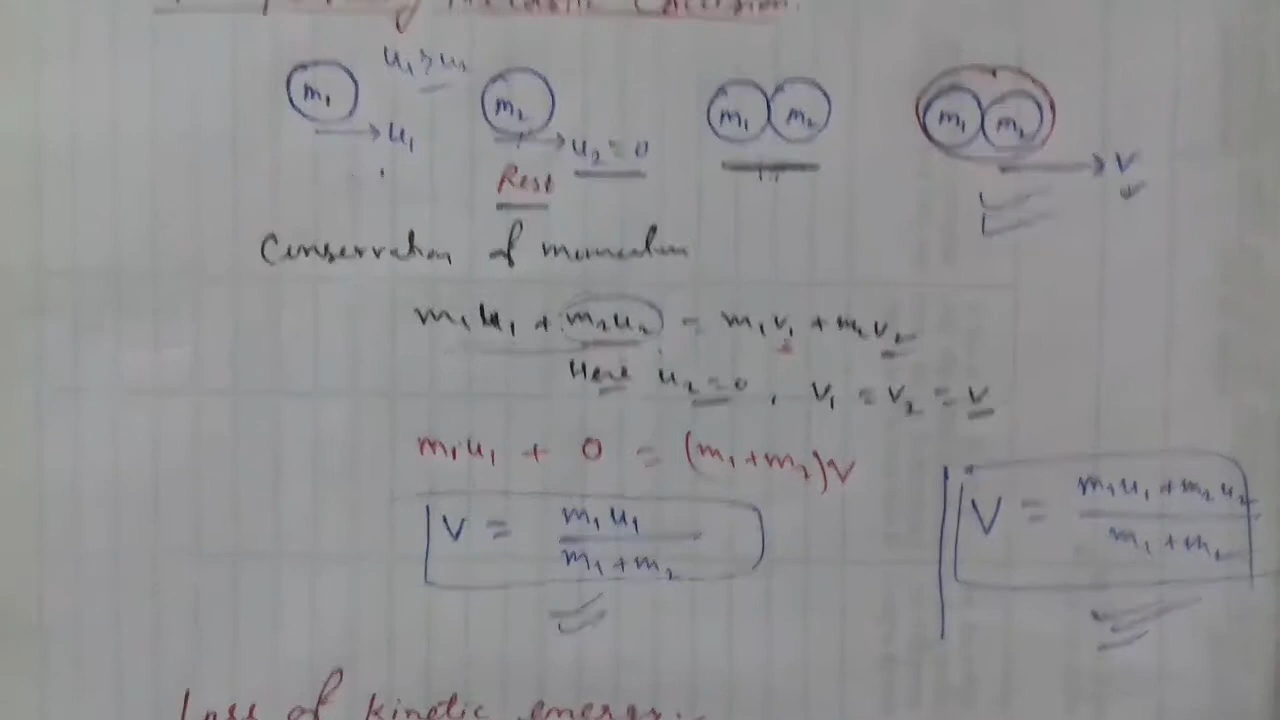 Inelastic Collision.
u₁ > u₂
m₁ m₂ m₁ m₂ m₁ m₂
u₁ u₂ = 0 V
Rest
Conservation of momentum
m₁u₁ + m₂u₂ = m₁v₁ + m₂v₂
Here u₂ = 0, v₁ = v₂ = v
m₁u₁ + 0 = (m₁+m₂)V
V = m₁u₁ / m₁+m₂
V = m₁u₁ + m₂u₂ / m₁+m₂
Loss of kinetic energy